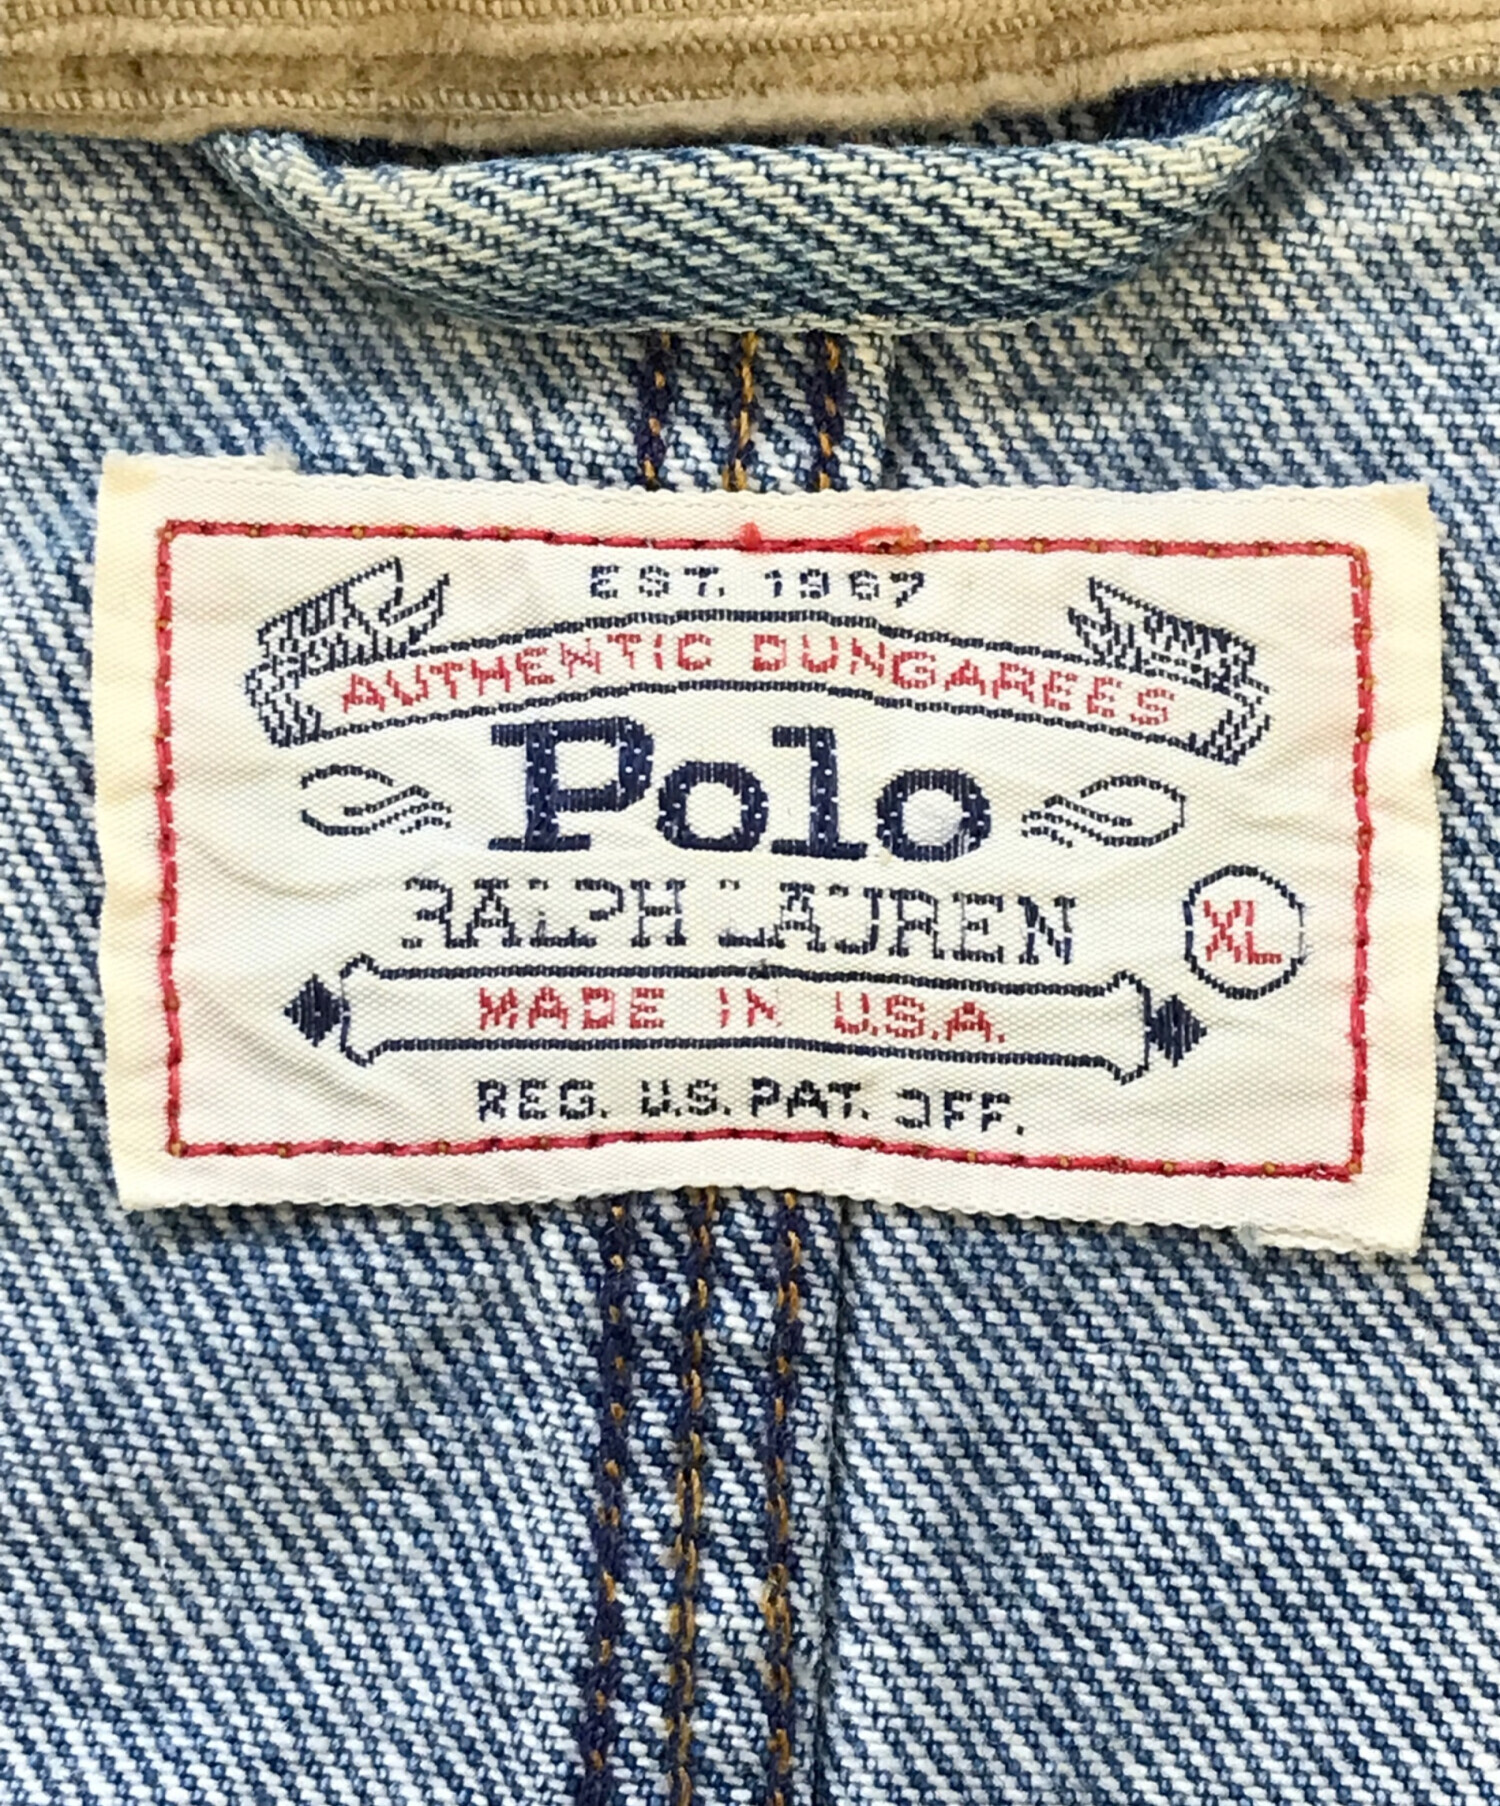 EST. 1967
AUTHENTIC DUNGAREES
Polo
RALPH LAUREN
XL
MADE IN U.S.A.
REG. U.S. PAT. OFF.